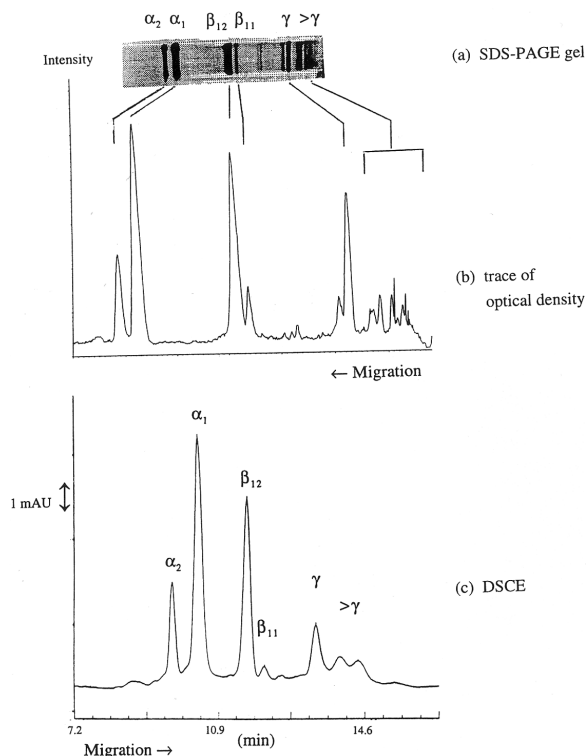 α₂ α₁ β₁₂ β₁₁ γ >γ
Intensity
(a) SDS-PAGE gel
(b) trace of
optical density
← Migration
α₁
β₁₂
1 mAU
α₂
γ
>γ
(c) DSCE
β₁₁
7.2 10.9 (min) 14.6
Migration →